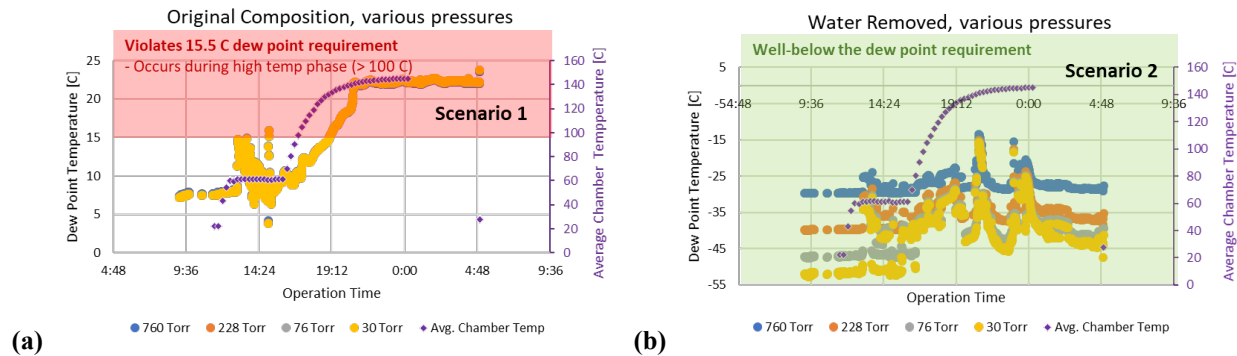 Original Composition, various pressures
Violates 15.5 C dew point requirement
- Occurs during high temp phase (> 100 C)
Scenario 1
Dew Point Temperature [C]
25
20
15
10
5
0
160
140
120
100
80
60
40
20
0
Average Chamber Tempperature [C]
4:48 9:36 14:24 19:12 0:00 4:48 9:36
Operation Time
760 Torr 228 Torr 76 Torr 30 Torr Avg. Chamber Temp
(a)
Water Removed, various pressures
Well-below the dew point requirement
Scenario 2
Dew Point Temperature [C]
5
-5
-15
-25
-35
-45
-55
4:48 9:36 14:24 19:12 0:00 4:48 9:36
160
140
120
100
80
60
40
20
0
Average Chamber Temperature [C]
Operation Time
760 Torr 228 Torr 76 Torr 30 Torr Avg. Chamber Temp
(b)